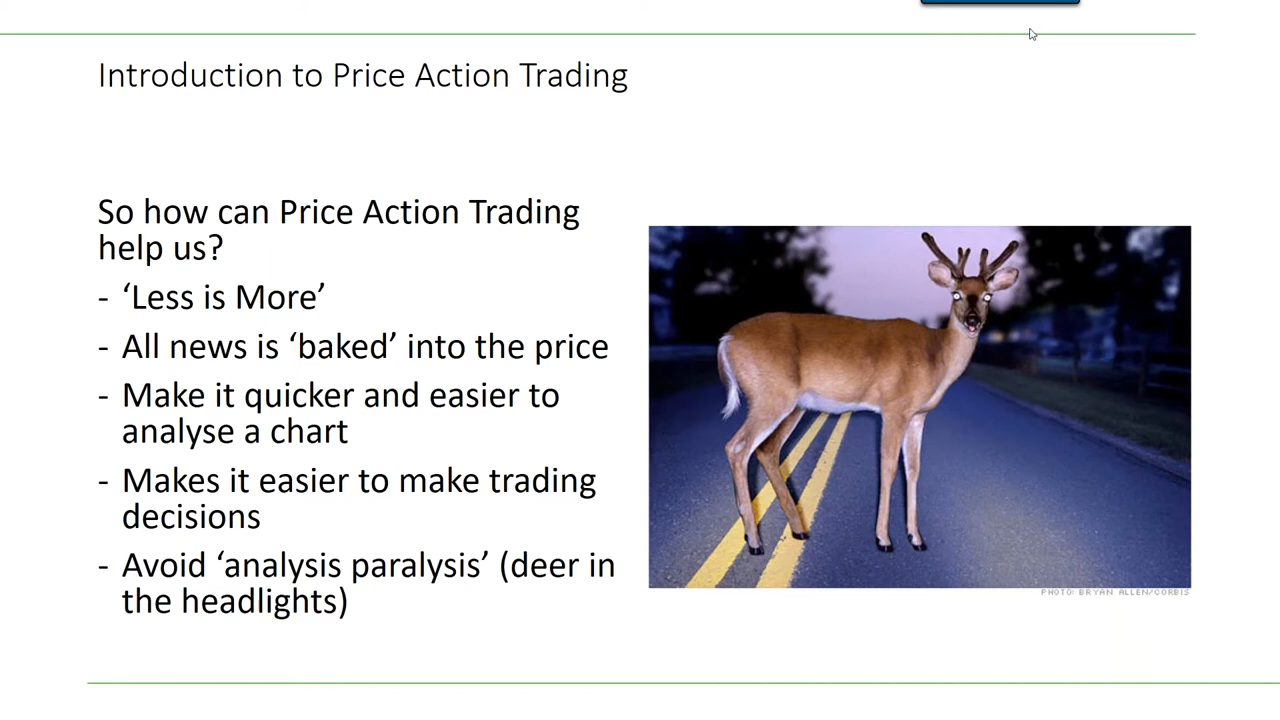 Introduction to Price Action Trading
So how can Price Action Trading
help us?
- ‘Less is More’
- All news is ‘baked’ into the price
- Make it quicker and easier to
analyse a chart
- Makes it easier to make trading
decisions
- Avoid ‘analysis paralysis’ (deer in
the headlights)
PHOTO: BRYAN ALLEN/CORBIS